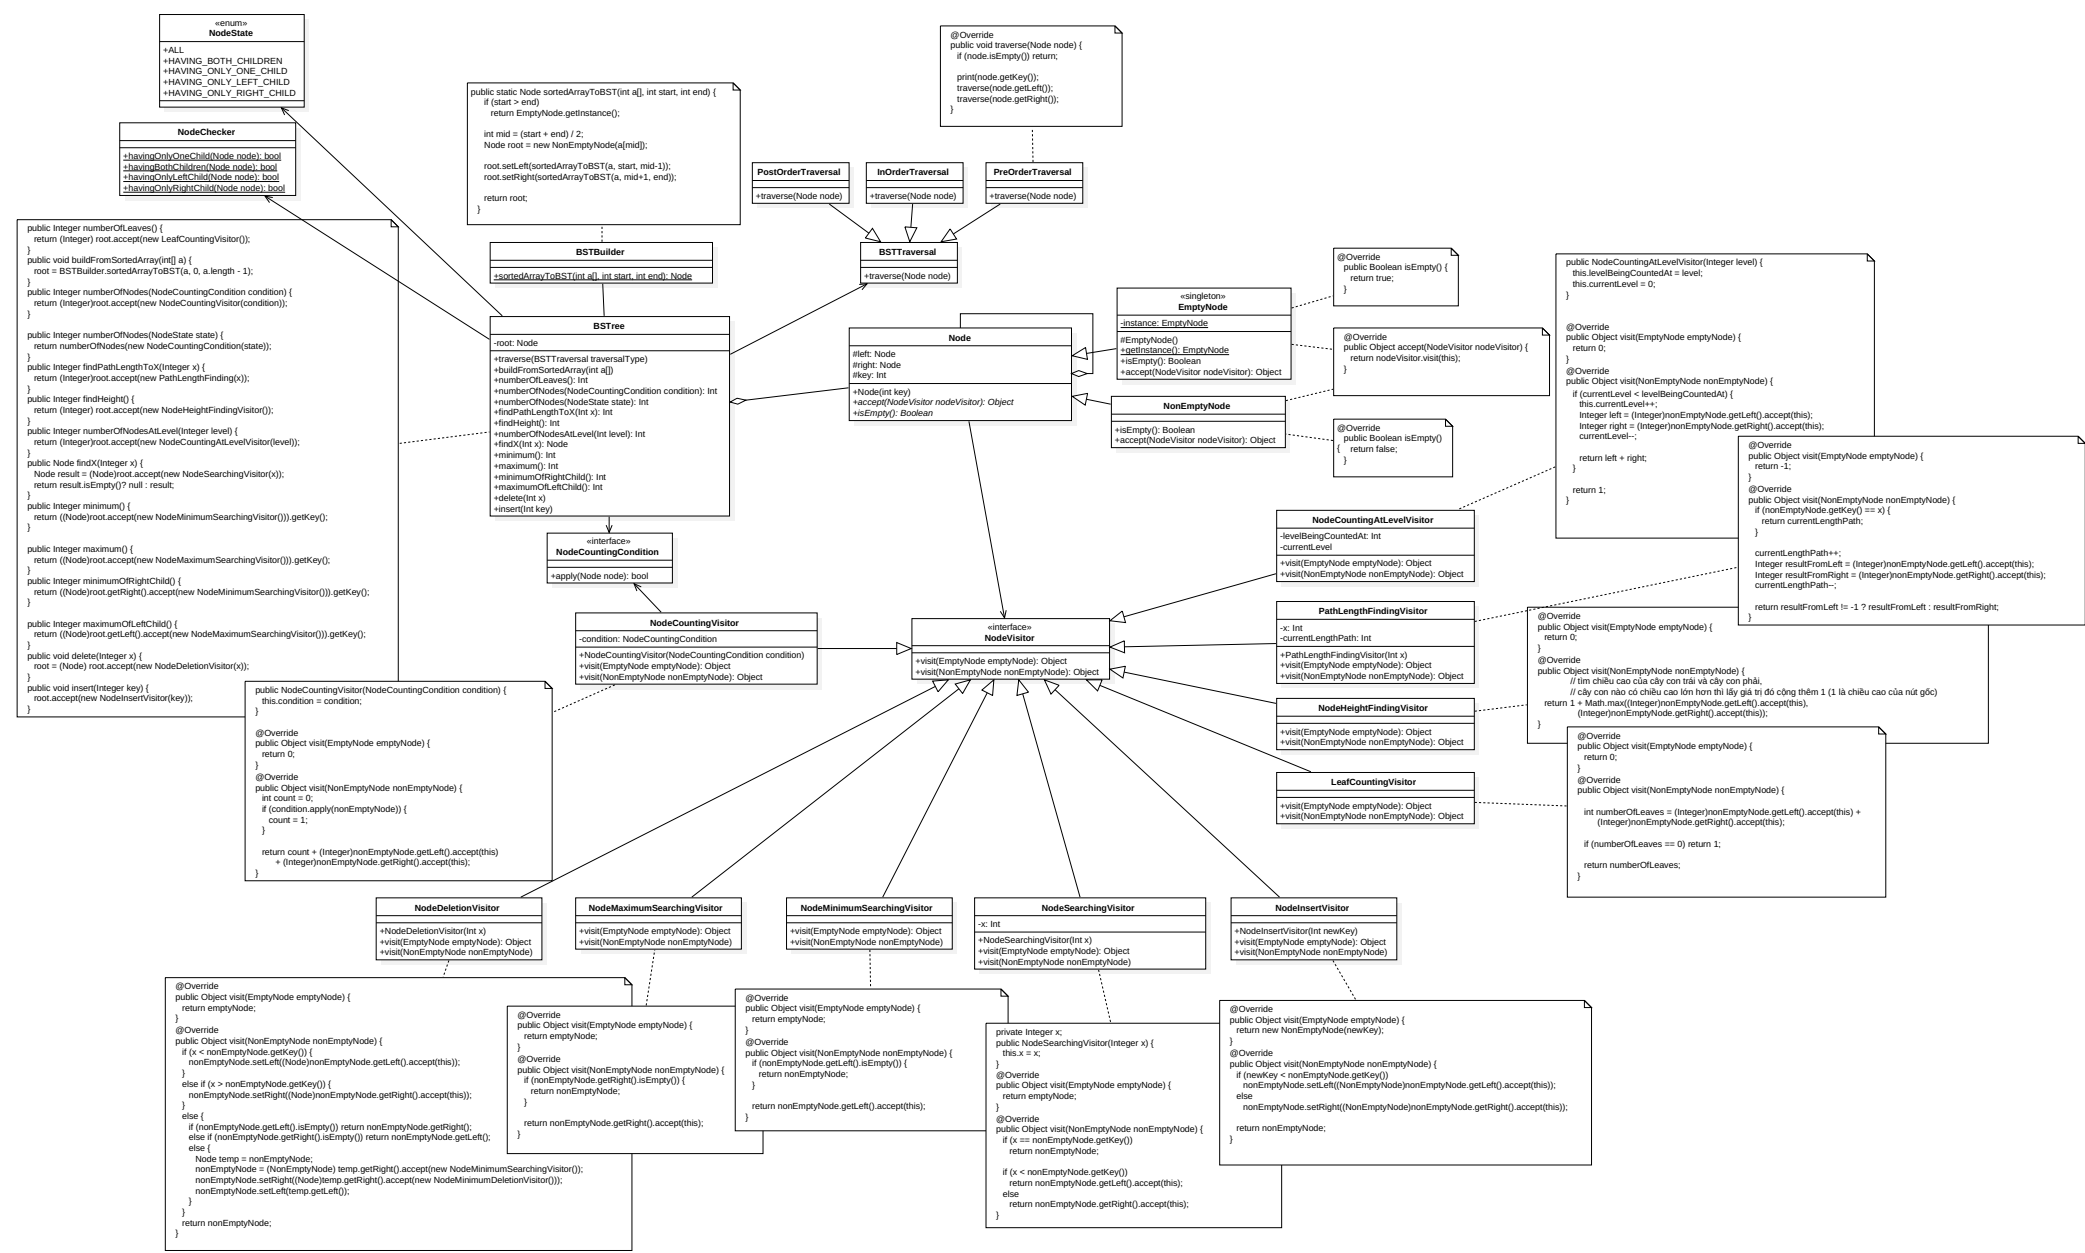 «enum»
NodeState
+ALL
+HAVING_BOTH_CHILDREN
+HAVING_ONLY_ONE_CHILD
+HAVING_ONLY_LEFT_CHILD
+HAVING_ONLY_RIGHT_CHILD
NodeChecker
+havingOnlyOneChild(Node node): bool
+havingBothChildren(Node node): bool
+havingOnlyLeftChild(Node node): bool
+havingOnlyRightChild(Node node): bool
public static Node sortedArrayToBST(int a[], int start, int end) {
if (start > end)
return EmptyNode.getInstance();
int mid = (start + end) / 2;
Node root = new NonEmptyNode(a[mid]);
root.setLeft(sortedArrayToBST(a, start, mid-1));
root.setRight(sortedArrayToBST(a, mid+1, end));
return root;
}
@Override
public void traverse(Node node) {
if (node.isEmpty()) return;
print(node.getKey());
traverse(node.getLeft());
traverse(node.getRight());
}
PostOrderTraversal
+traverse(Node node)
InOrderTraversal
+traverse(Node node)
PreOrderTraversal
+traverse(Node node)
BSTTraversal
+traverse(Node node)
BSTBuilder
+sortedArrayToBST(int a[], int start, int end): Node
public Integer numberOfLeaves() {
return (Integer) root.accept(new LeafCountingVisitor());
}
public void buildFromSortedArray(int[] a) {
root = BSTBuilder.sortedArrayToBST(a, 0, a.length - 1);
}
public Integer numberOfNodes(NodeCountingCondition condition) {
return (Integer)root.accept(new NodeCountingVisitor(condition));
}
public Integer numberOfNodes(NodeState state) {
return numberOfNodes(new NodeCountingCondition(state));
}
public Integer findPathLengthToX(Integer x) {
return (Integer)root.accept(new PathLengthFinding(x));
}
public Integer findHeight() {
return (Integer) root.accept(new NodeHeightFindingVisitor());
}
public Integer numberOfNodesAtLevel(Integer level) {
return (Integer)root.accept(new NodeCountingAtLevelVisitor(level));
}
public Node findX(Integer x) {
Node result = (Node)root.accept(new NodeSearchingVisitor(x));
return result.isEmpty()? null : result;
}
public Integer minimum() {
return ((Node)root.accept(new NodeMinimumSearchingVisitor())).getKey();
}
public Integer maximum() {
return ((Node)root.accept(new NodeMaximumSearchingVisitor())).getKey();
}
public Integer minimumOfRightChild() {
return ((Node)root.getRight().accept(new NodeMinimumSearchingVisitor())).getKey();
}
public Integer maximumOfLeftChild() {
return ((Node)root.getLeft().accept(new NodeMaximumSearchingVisitor())).getKey();
}
public void delete(Integer x) {
root = (Node) root.accept(new NodeDeletionVisitor(x));
}
public void insert(Integer key) {
root.accept(new NodeInsertVisitor(key));
}
BSTree
-root: Node
+traverse(BSTTraversal traversalType)
+buildFromSortedArray(int a[])
+numberOfLeaves(): Int
+numberOfNodes(NodeCountingCondition condition): Int
+numberOfNodes(NodeState state): Int
+findPathLengthToX(Int x): Int
+findHeight(): Int
+numberOfNodesAtLevel(Int level): Int
+findX(Int x): Node
+minimum(): Int
+maximum(): Int
+minimumOfRightChild(): Int
+maximumOfLeftChild(): Int
+delete(Int x)
+insert(Int key)
Node
#left: Node
#right: Node
#key: Int
+Node(int key)
+accept(NodeVisitor nodeVisitor): Object
+isEmpty(): Boolean
«singleton»
EmptyNode
-instance: EmptyNode
#EmptyNode()
+getInstance(): EmptyNode
+isEmpty(): Boolean
+accept(NodeVisitor nodeVisitor): Object
NonEmptyNode
+isEmpty(): Boolean
+accept(NodeVisitor nodeVisitor): Object
@Override
public Boolean isEmpty() {
return true;
}
@Override
public Object accept(NodeVisitor nodeVisitor) {
return nodeVisitor.visit(this);
}
@Override
public Boolean isEmpty()
{ return false;
}
public NodeCountingAtLevelVisitor(Integer level) {
this.levelBeingCountedAt = level;
this.currentLevel = 0;
}
@Override
public Object visit(EmptyNode emptyNode) {
return 0;
}
@Override
public Object visit(NonEmptyNode nonEmptyNode) {
if (currentLevel < levelBeingCountedAt) {
this.currentLevel++;
Integer left = (Integer)nonEmptyNode.getLeft().accept(this);
Integer right = (Integer)nonEmptyNode.getRight().accept(this);
currentLevel--;
return left + right;
}
return 1;
}
@Override
public Object visit(EmptyNode emptyNode) {
return -1;
}
@Override
public Object visit(NonEmptyNode nonEmptyNode) {
if (nonEmptyNode.getKey() == x) {
return currentLengthPath;
}
currentLengthPath++;
Integer resultFromLeft = (Integer)nonEmptyNode.getLeft().accept(this);
Integer resultFromRight = (Integer)nonEmptyNode.getRight().accept(this);
currentLengthPath--;
return resultFromLeft != -1 ? resultFromLeft : resultFromRight;
}
«interface»
NodeCountingCondition
+apply(Node node): bool
NodeCountingVisitor
-condition: NodeCountingCondition
+NodeCountingVisitor(NodeCountingCondition condition)
+visit(EmptyNode emptyNode): Object
+visit(NonEmptyNode nonEmptyNode): Object
«interface»
NodeVisitor
+visit(EmptyNode emptyNode): Object
+visit(NonEmptyNode nonEmptyNode): Object
NodeCountingAtLevelVisitor
-levelBeingCountedAt: Int
-currentLevel
+visit(EmptyNode emptyNode): Object
+visit(NonEmptyNode nonEmptyNode): Object
PathLengthFindingVisitor
-x: Int
-currentLengthPath: Int
+PathLengthFindingVisitor(Int x)
+visit(EmptyNode emptyNode): Object
+visit(NonEmptyNode nonEmptyNode): Object
NodeHeightFindingVisitor
+visit(EmptyNode emptyNode): Object
+visit(NonEmptyNode nonEmptyNode): Object
LeafCountingVisitor
+visit(EmptyNode emptyNode): Object
+visit(NonEmptyNode nonEmptyNode): Object
@Override
public Object visit(EmptyNode emptyNode) {
return 0;
}
@Override
public Object visit(NonEmptyNode nonEmptyNode) {
// tìm chiều cao của cây con trái và cây con phải,
// cây con nào có chiều cao lớn hơn thì lấy giá trị đó cộng thêm 1 (1 là chiều cao của nút gốc)
return 1 + Math.max((Integer)nonEmptyNode.getLeft().accept(this),
(Integer)nonEmptyNode.getRight().accept(this));
}
@Override
public Object visit(EmptyNode emptyNode) {
return 0;
}
@Override
public Object visit(NonEmptyNode nonEmptyNode) {
int numberOfLeaves = (Integer)nonEmptyNode.getLeft().accept(this) +
(Integer)nonEmptyNode.getRight().accept(this);
if (numberOfLeaves == 0) return 1;
return numberOfLeaves;
}
public NodeCountingVisitor(NodeCountingCondition condition) {
this.condition = condition;
}
@Override
public Object visit(EmptyNode emptyNode) {
return 0;
}
@Override
public Object visit(NonEmptyNode nonEmptyNode) {
int count = 0;
if (condition.apply(nonEmptyNode)) {
count = 1;
}
return count + (Integer)nonEmptyNode.getLeft().accept(this)
+ (Integer)nonEmptyNode.getRight().accept(this);
}
NodeDeletionVisitor
+NodeDeletionVisitor(Int x)
+visit(EmptyNode emptyNode): Object
+visit(NonEmptyNode nonEmptyNode)
NodeMaximumSearchingVisitor
+visit(EmptyNode emptyNode): Object
+visit(NonEmptyNode nonEmptyNode)
NodeMinimumSearchingVisitor
+visit(EmptyNode emptyNode): Object
+visit(NonEmptyNode nonEmptyNode)
NodeSearchingVisitor
-x: Int
+NodeSearchingVisitor(Int x)
+visit(EmptyNode emptyNode): Object
+visit(NonEmptyNode nonEmptyNode)
NodeInsertVisitor
+NodeInsertVisitor(Int newKey)
+visit(EmptyNode emptyNode): Object
+visit(NonEmptyNode nonEmptyNode)
@Override
public Object visit(EmptyNode emptyNode) {
return emptyNode;
}
@Override
public Object visit(NonEmptyNode nonEmptyNode) {
if (x < nonEmptyNode.getKey()) {
nonEmptyNode.setLeft((Node)nonEmptyNode.getLeft().accept(this));
}
else if (x > nonEmptyNode.getKey()) {
nonEmptyNode.setRight((Node)nonEmptyNode.getRight().accept(this));
}
else {
if (nonEmptyNode.getLeft().isEmpty()) return nonEmptyNode.getRight();
else if (nonEmptyNode.getRight().isEmpty()) return nonEmptyNode.getLeft();
else {
Node temp = nonEmptyNode;
nonEmptyNode = (NonEmptyNode) temp.getRight().accept(new NodeMinimumSearchingVisitor());
nonEmptyNode.setRight((Node)temp.getRight().accept(new NodeMinimumDeletionVisitor()));
nonEmptyNode.setLeft(temp.getLeft());
}
}
return nonEmptyNode;
}
@Override
public Object visit(EmptyNode emptyNode) {
return emptyNode;
}
@Override
public Object visit(NonEmptyNode nonEmptyNode) {
if (nonEmptyNode.getRight().isEmpty()) {
return nonEmptyNode;
}
return nonEmptyNode.getRight().accept(this);
}
@Override
public Object visit(EmptyNode emptyNode) {
return emptyNode;
}
@Override
public Object visit(NonEmptyNode nonEmptyNode) {
if (nonEmptyNode.getLeft().isEmpty()) {
return nonEmptyNode;
}
return nonEmptyNode.getLeft().accept(this);
}
private Integer x;
public NodeSearchingVisitor(Integer x) {
this.x = x;
}
@Override
public Object visit(EmptyNode emptyNode) {
return emptyNode;
}
@Override
public Object visit(NonEmptyNode nonEmptyNode) {
if (x == nonEmptyNode.getKey())
return nonEmptyNode;
if (x < nonEmptyNode.getKey())
return nonEmptyNode.getLeft().accept(this);
else
return nonEmptyNode.getRight().accept(this);
}
@Override
public Object visit(EmptyNode emptyNode) {
return new NonEmptyNode(newKey);
}
@Override
public Object visit(NonEmptyNode nonEmptyNode) {
if (newKey < nonEmptyNode.getKey())
nonEmptyNode.setLeft((NonEmptyNode)nonEmptyNode.getLeft().accept(this));
else
nonEmptyNode.setRight((NonEmptyNode)nonEmptyNode.getRight().accept(this));
return nonEmptyNode;
}